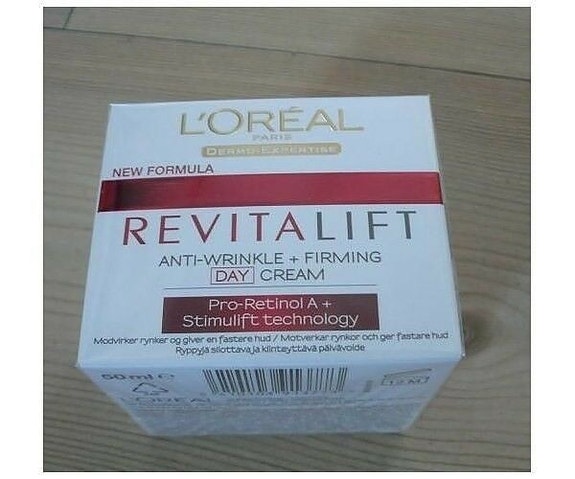 L'ORÉAL
PARIS
DERMO-EXPERTISE
NEW FORMULA
REVITALIFT
ANTI-WRINKLE + FIRMING
DAY CREAM
Pro-Retinol A +
Stimulift technology
Modvirker rynker og giver en fastere hud / Motverkar rynkor och ger fastare hud
Ryppyjä silottava ja kiinteyttävä päivävoide
50 ml e
12 M
L'ORÉAL